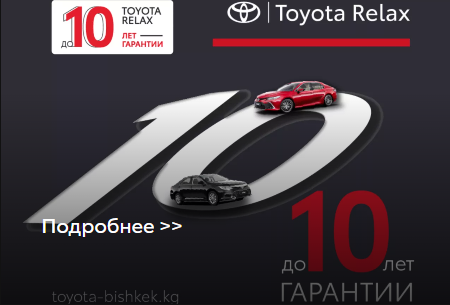 до 10 TOYOTA
RELAX
ЛЕТ ГАРАНТИИ
Toyota Relax
10
Подробнее >>
до 10 лет
ГАРАНТИИ
toyota-bishkek.kg